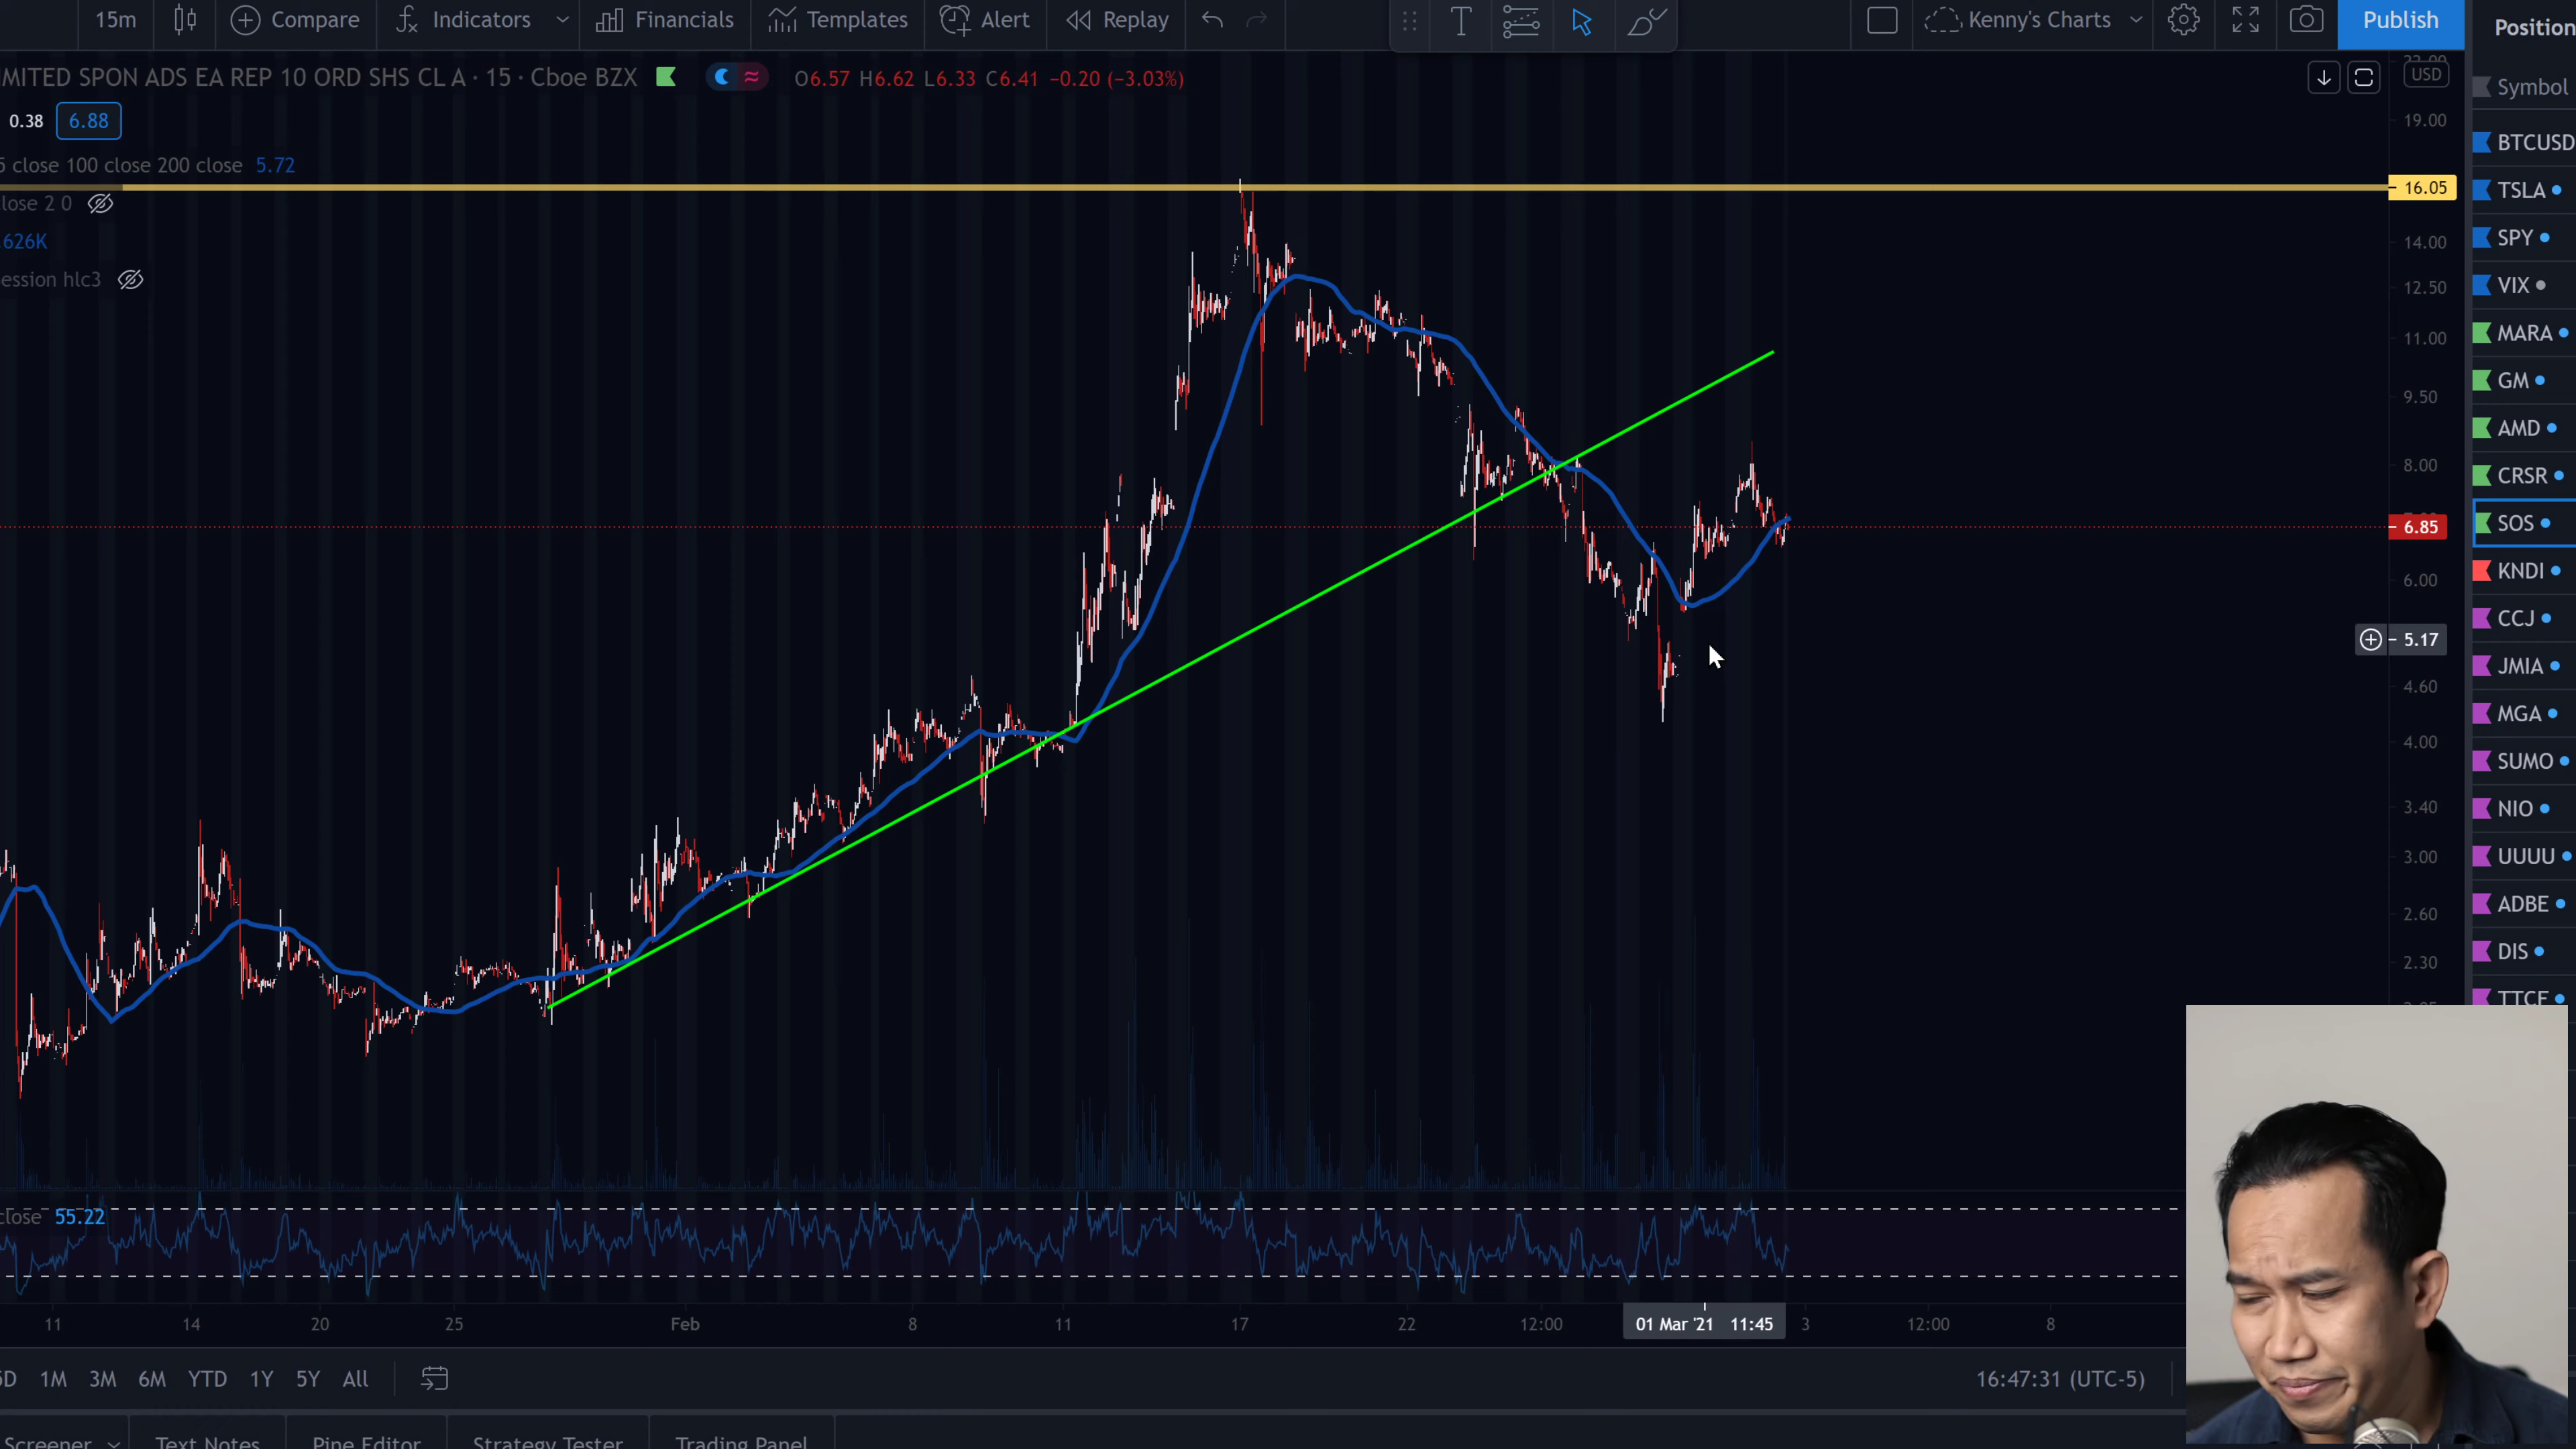 15m Compare Indicators Financials Templates Alert Replay T Kenny's Charts Publish Position
IMITED SPON ADS EA REP 10 ORD SHS CL A · 15 · Cboe BZX O6.57 H6.62 L6.33 C6.41 −0.20 (−3.03%) USD
0.38 6.88
5 close 100 close 200 close 5.72
lose 2 0
626K
ession hlc3
22.00
19.00
16.05
14.00
12.50
11.00
9.50
8.00
6.85
6.00
5.17
4.60
4.00
3.40
3.00
2.60
2.30
Symbol
BTCUSD
TSLA
SPY
VIX
MARA
GM
AMD
CRSR
SOS
KNDI
CCJ
JMIA
MGA
SUMO
NIO
UUUU
ADBE
DIS
TTCF
close 55.22
11 14 20 25 Feb 8 11 17 22 12:00 01 Mar '21 11:45 3 12:00 8
5D 1M 3M 6M YTD 1Y 5Y All 16:47:31 (UTC-5)
Screener Text Notes Pine Editor Strategy Tester Trading Panel